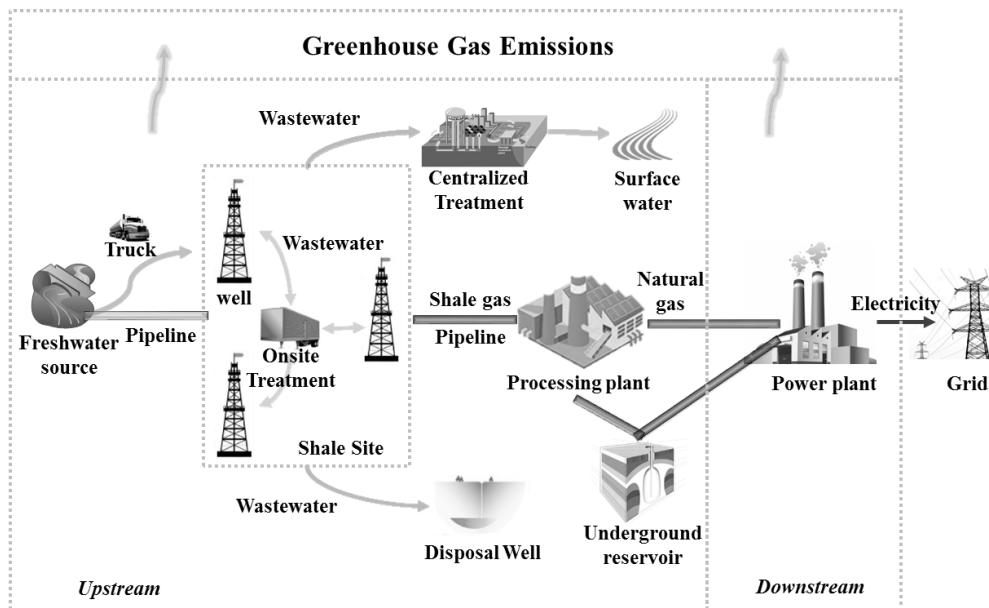 Greenhouse Gas Emissions
Wastewater
Centralized
Treatment
Surface
water
Truck
Wastewater
well
Freshwater
source
Pipeline
Onsite
Treatment
Shale Site
Shale gas
Pipeline
Processing plant
Natural
gas
Power plant
Electricity
Grid
Wastewater
Disposal Well
Underground
reservoir
Upstream
Downstream